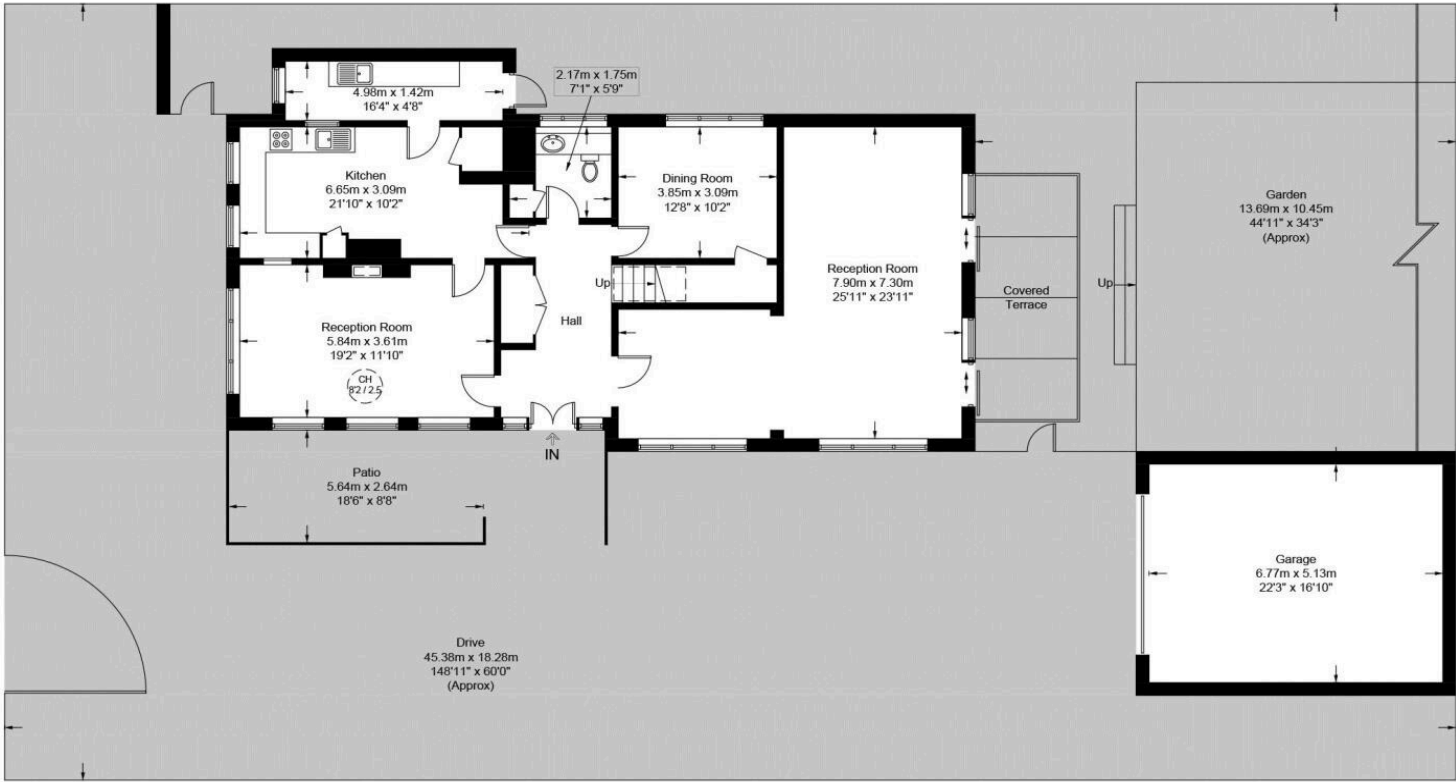 4.98m x 1.42m
16'4" x 4'8"
2.17m x 1.75m
7'1" x 5'9"
Kitchen
6.65m x 3.09m
21'10" x 10'2"
Dining Room
3.85m x 3.09m
12'8" x 10'2"
Garden
13.69m x 10.45m
44'11" x 34'3"
(Approx)
Reception Room
7.90m x 7.30m
25'11" x 23'11"
Covered
Terrace
Up
Up
Hall
Reception Room
5.84m x 3.61m
19'2" x 11'10"
CH
8'2 / 2.5
IN
Patio
5.64m x 2.64m
18'6" x 8'8"
Garage
6.77m x 5.13m
22'3" x 16'10"
Drive
45.38m x 18.28m
148'11" x 60'0"
(Approx)